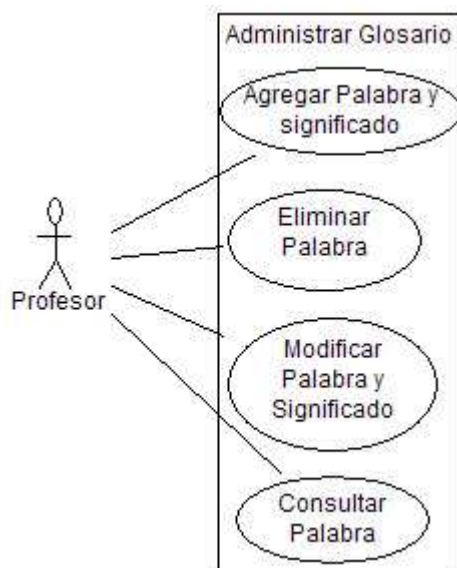 Administrar Glosario
Agregar Palabra y
significado
Eliminar
Palabra
Profesor
Modificar
Palabra y
Significado
Consultar
Palabra